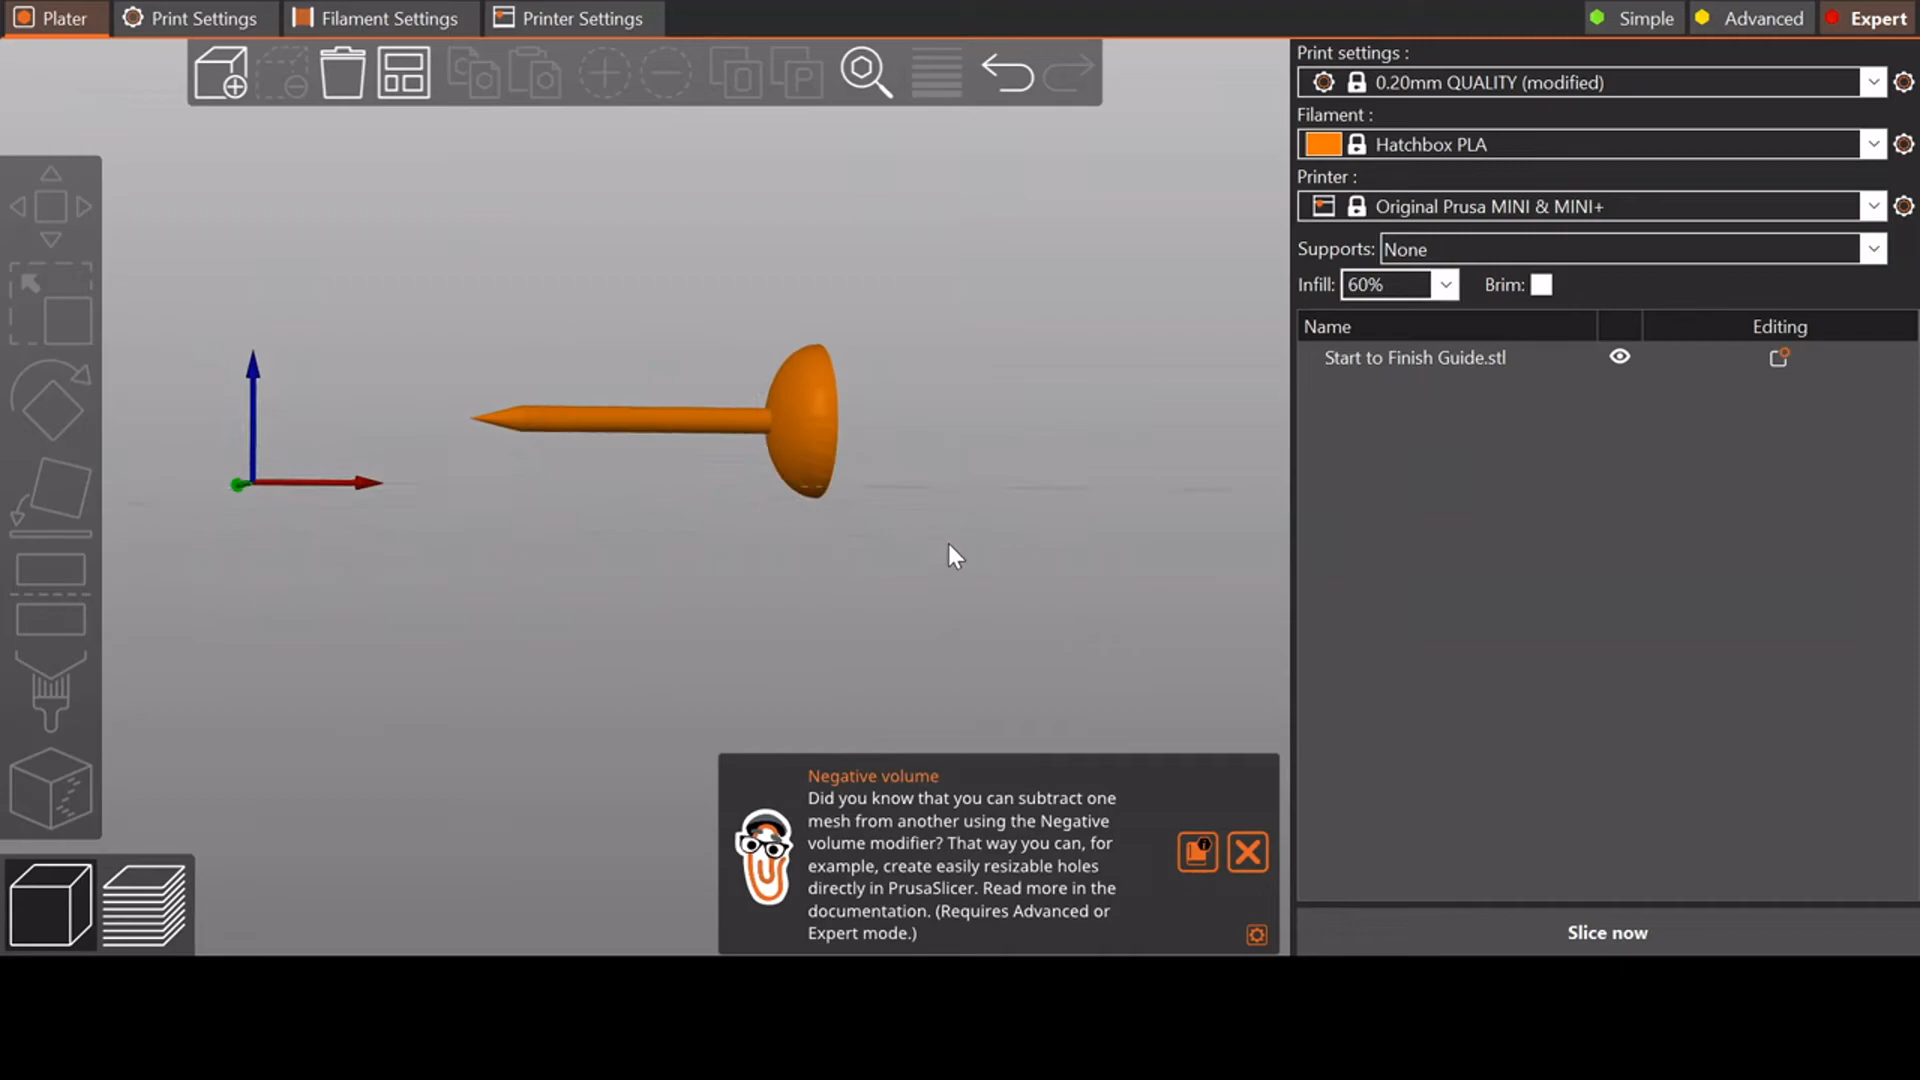 Plater
Print Settings
Filament Settings
Printer Settings
Simple
Advanced
Expert
Print settings :
0.20mm QUALITY (modified)
Filament :
Hatchbox PLA
Printer :
Original Prusa MINI & MINI+
Supports: None
Infill: 60% Brim:
Name Editing
Start to Finish Guide.stl
Negative volume
Did you know that you can subtract one
mesh from another using the Negative
volume modifier? That way you can, for
example, create easily resizable holes
directly in PrusaSlicer. Read more in the
documentation. (Requires Advanced or
Expert mode.)
Slice now